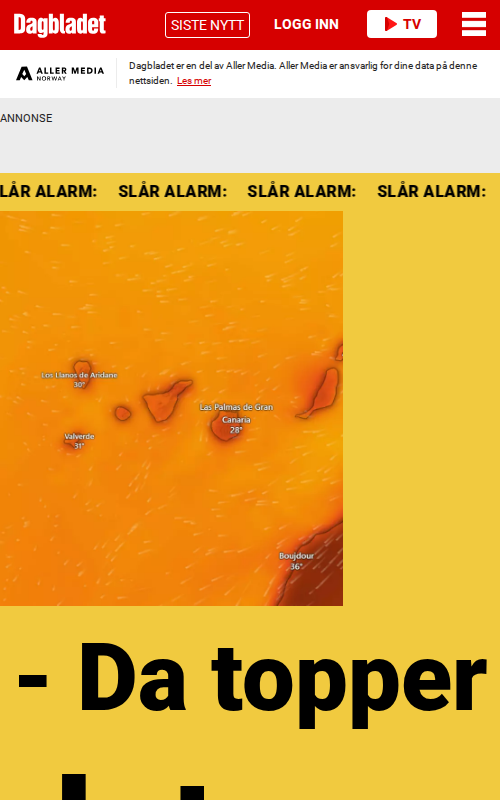 Dagbladet
SISTE NYTT
LOGG INN
TV
ALLER MEDIA
NORWAY
Dagbladet er en del av Aller Media. Aller Media er ansvarlig for dine data på denne
nettsiden. Les mer
ANNONSE
SLÅR ALARM: SLÅR ALARM: SLÅR ALARM: SLÅR ALARM:
Los Llanos de Aridane
30°
Las Palmas de Gran
Canaria
28°
Valverde
31°
Boujdour
36°
- Da topper